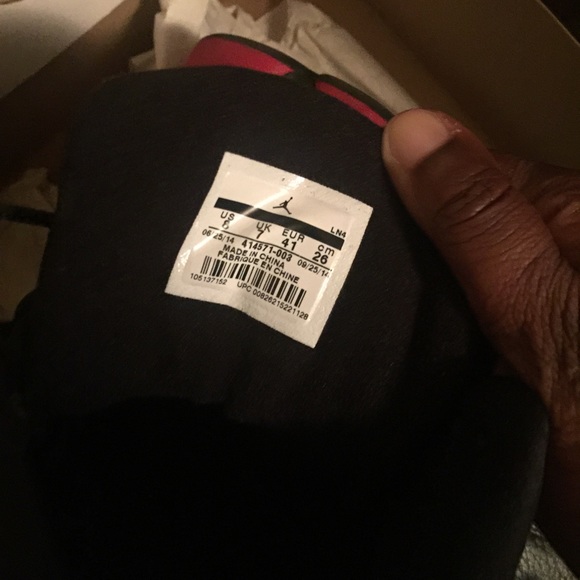 LN4
US UK EUR cm
8 7 41 26
06/25/14 414571-003 09/25/14
MADE IN CHINA
FABRIQUE EN CHINE
105137152 UPC 00826215221128